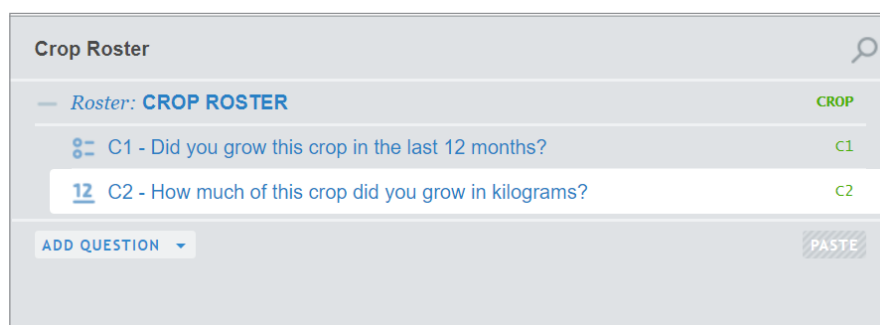 Crop Roster
Roster: CROP ROSTER CROP
C1 - Did you grow this crop in the last 12 months? C1
12 C2 - How much of this crop did you grow in kilograms? C2
ADD QUESTION PASTE